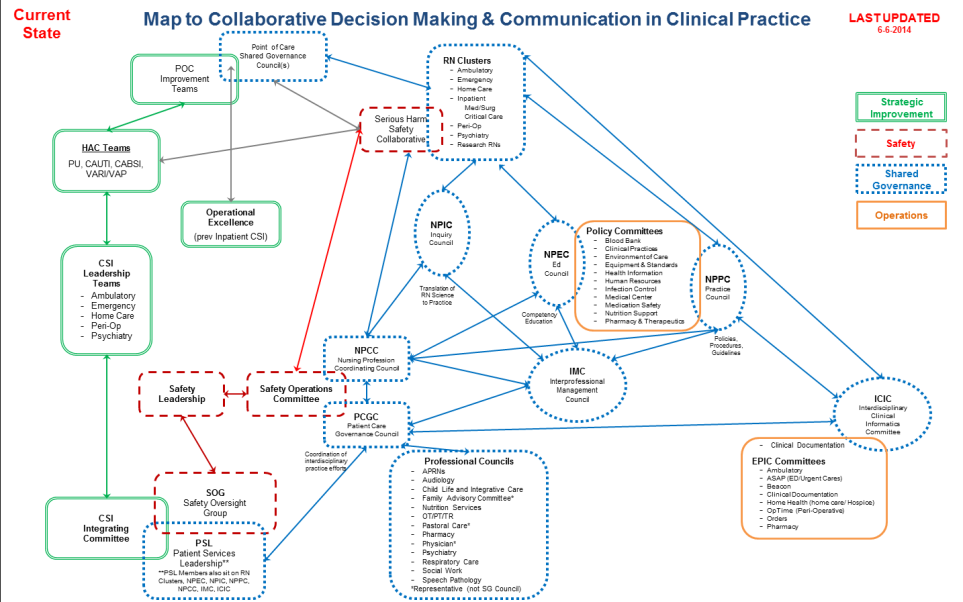 Current
State
Map to Collaborative Decision Making & Communication in Clinical Practice
LAST UPDATED
6-6-2014
Point of Care
Shared Governance
Council(s)
POC
Improvement
Teams
RN Clusters
- Ambulatory
- Emergency
- Home Care
- Inpatient
Med/Surg
Critical Care
- Peri-Op
- Psychiatry
- Research RNs
Strategic
Improvement
Safety
Shared
Governance
Operations
Serious Harm
Safety
Collaborative
HAC Teams
PU, CAUTI, CABSI,
VARI/VAP
Operational
Excellence
(prev Inpatient CSI)
NPIC
Inquiry
Council
NPEC
Ed
Council
Policy Committees
- Blood Bank
- Clinical Practices
- Environment of Care
- Equipment & Standards
- Health Information
- Human Resources
- Infection Control
- Medical Center
- Medication Safety
- Nutrition Support
- Pharmacy & Therapeutics
NPPC
Practice
Council
CSI
Leadership
Teams
- Ambulatory
- Emergency
- Home Care
- Peri-Op
- Psychiatry
Translation of
RN Science
to Practice
Competency
Education
Policies,
Procedures,
Guidelines
NPCC
Nursing Profession
Coordinating Council
IMC
Interprofessional
Management
Council
Safety
Leadership
Safety Operations
Committee
PCGC
Patient Care
Governance Council
ICIC
Interdisciplinary
Clinical
Informatics
Committee
Coordination of
interdisciplinary
practice efforts
- Clinical Documentation
EPIC Committees
- Ambulatory
- ASAP (ED/Urgent Cares)
- Beacon
- Clinical Documentation
- Home Health (home care/ Hospice)
- OpTime (Peri-Operative)
- Orders
- Pharmacy
Professional Councils
- APRNs
- Audiology
- Child Life and Integrative Care
- Family Advisory Committee*
- Nutrition Services
- OT/PT/TR
- Pastoral Care*
- Pharmacy
- Physician*
- Psychiatry
- Respiratory Care
- Social Work
- Speech Pathology
*Representative (not SG Council)
SOG
Safety Oversight
Group
CSI
Integrating
Committee
PSL
Patient Services
Leadership**
**PSL Members also sit on RN
Clusters, NPEC, NPIC, NPPC,
NPCC, IMC, ICIC